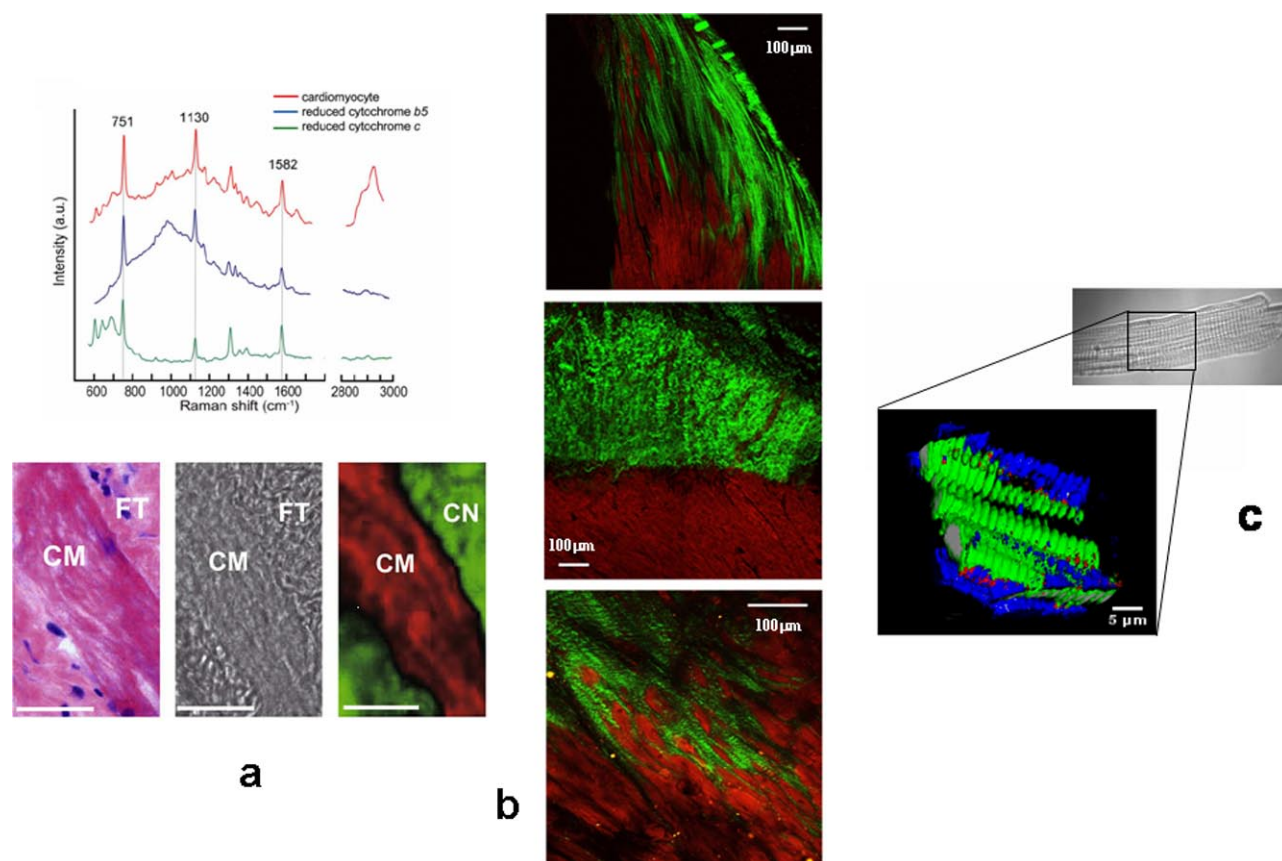 cardiomyocyte
reduced cytochrome b5
reduced cytochrome c
751
1130
1582
Intensity (a.u.)
600 800 1000 1200 1400 1600 2800 3000
Raman shift (cm⁻¹)
CM
FT
CM
FT
CM
CN
a
100µm
100µm
100µm
b
5 µm
c